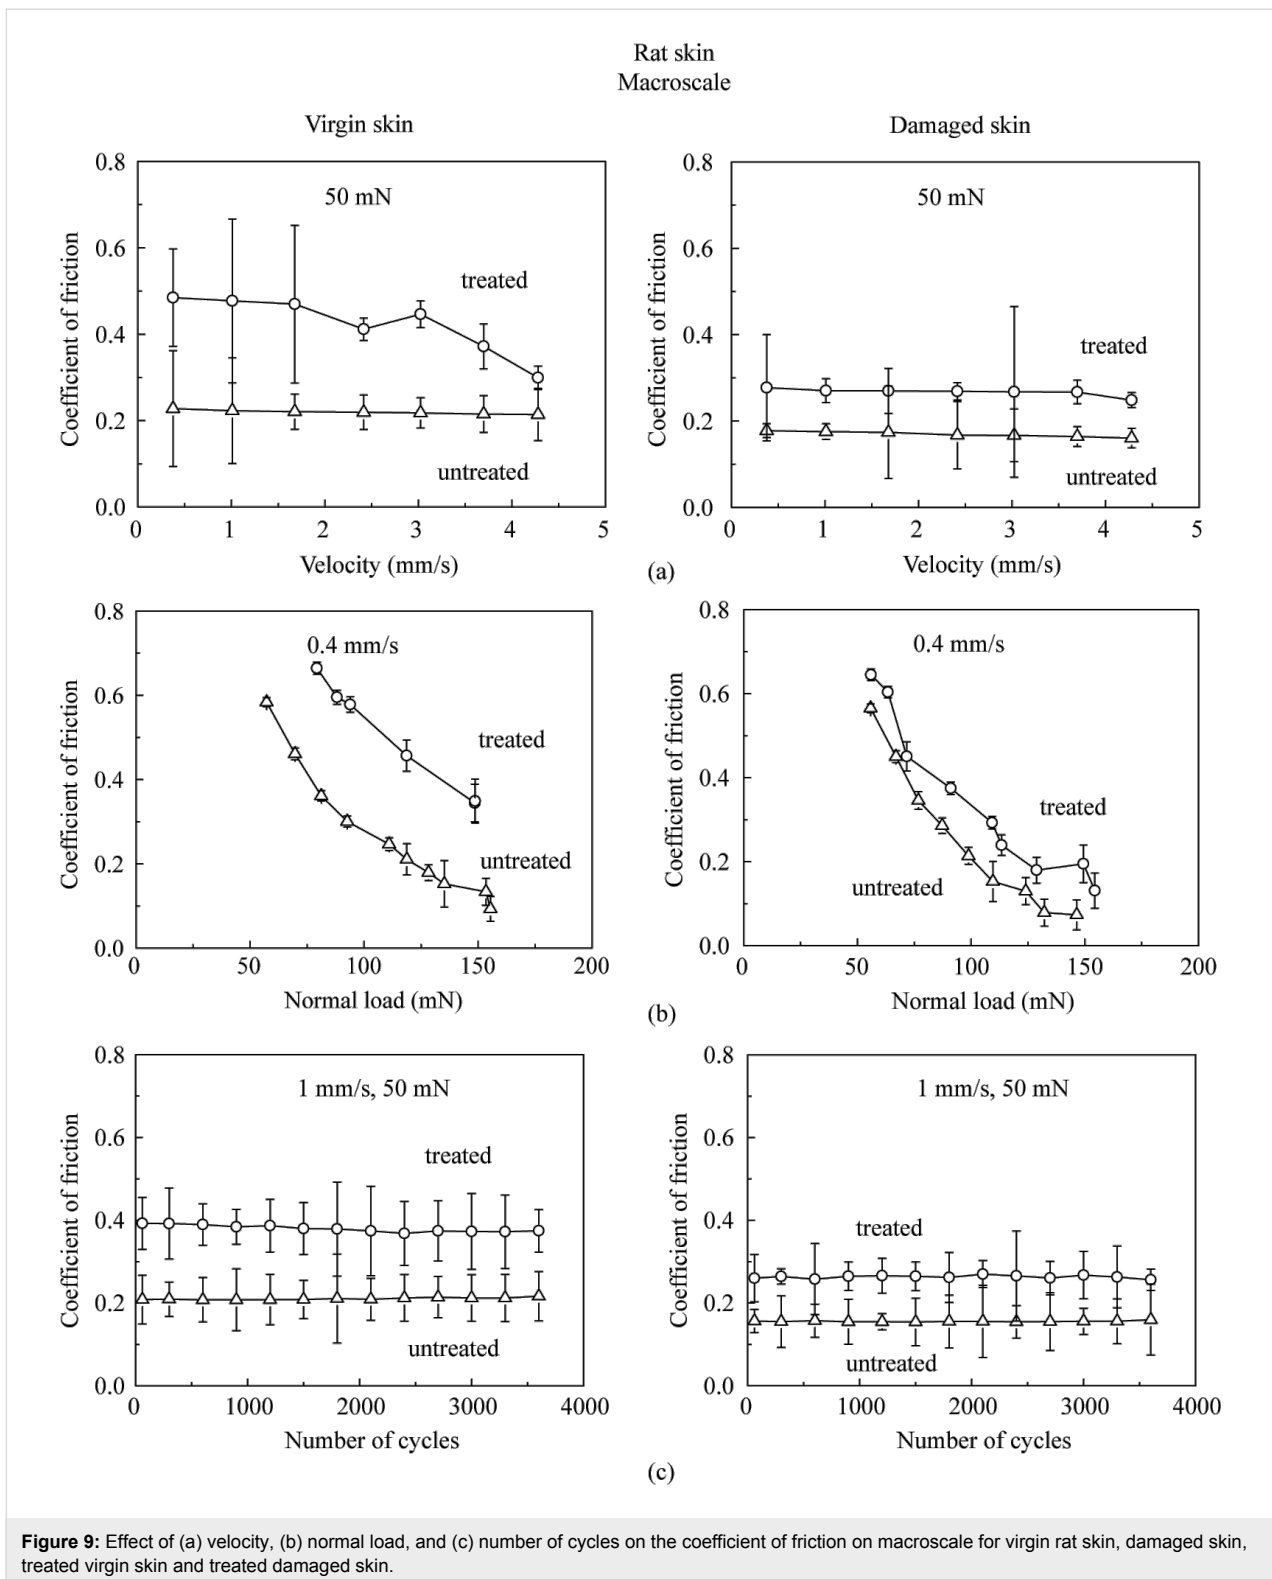 Rat skin
Macroscale
Virgin skin
Damaged skin
0.8
0.6
0.4
0.2
0.0
Coefficient of friction
50 mN
treated
untreated
0 1 2 3 4 5
Velocity (mm/s)
0.8
0.6
0.4
0.2
0.0
Coefficient of friction
50 mN
treated
untreated
0 1 2 3 4 5
Velocity (mm/s)
(a)
0.8
0.6
0.4
0.2
0.0
Coefficient of friction
0.4 mm/s
treated
untreated
0 50 100 150 200
Normal load (mN)
0.8
0.6
0.4
0.2
0.0
Coefficient of friction
0.4 mm/s
treated
untreated
0 50 100 150 200
Normal load (mN)
(b)
0.8
0.6
0.4
0.2
0.0
Coefficient of friction
1 mm/s, 50 mN
treated
untreated
0 1000 2000 3000 4000
Number of cycles
0.8
0.6
0.4
0.2
0.0
Coefficient of friction
1 mm/s, 50 mN
treated
untreated
0 1000 2000 3000 4000
Number of cycles
(c)
Figure 9: Effect of (a) velocity, (b) normal load, and (c) number of cycles on the coefficient of friction on macroscale for virgin rat skin, damaged skin,
treated virgin skin and treated damaged skin.